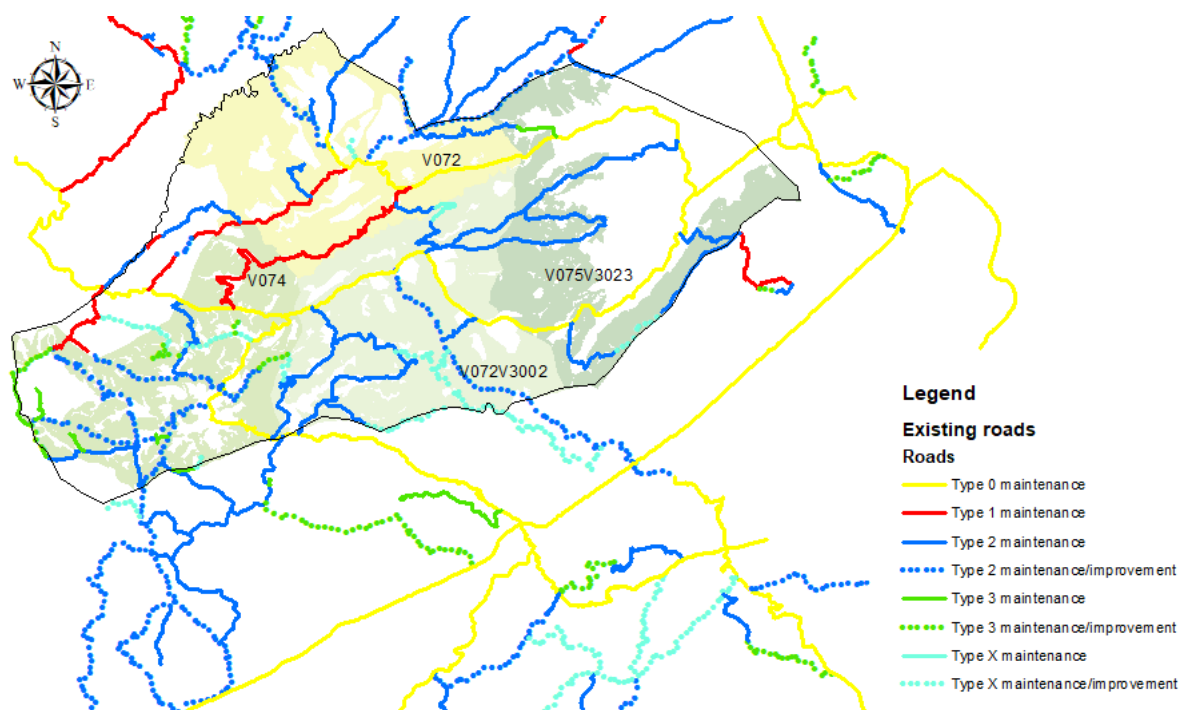 N
W E
S
V072
V074
V075V3023
V072V3002
Legend
Existing roads
Roads
Type 0 maintenance
Type 1 maintenance
Type 2 maintenance
Type 2 maintenance/improvement
Type 3 maintenance
Type 3 maintenance/improvement
Type X maintenance
Type X maintenance/improvement